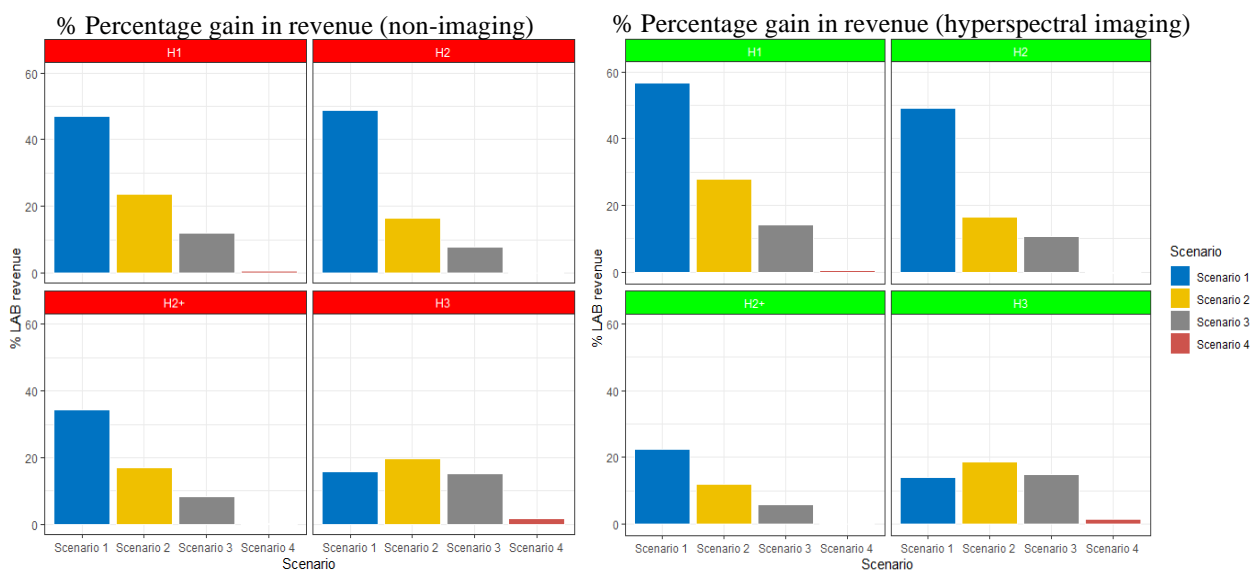 % Percentage gain in revenue (non-imaging)
% Percentage gain in revenue (hyperspectral imaging)
H1
H2
60
40
20
0
H2+
H3
60
40
20
0
% LAB revenue
Scenario 1 Scenario 2 Scenario 3 Scenario 4
Scenario 1 Scenario 2 Scenario 3 Scenario 4
Scenario
H1
H2
60
40
20
0
H2+
H3
60
40
20
0
% LAB revenue
Scenario 1 Scenario 2 Scenario 3 Scenario 4
Scenario 1 Scenario 2 Scenario 3 Scenario 4
Scenario
Scenario
Scenario 1
Scenario 2
Scenario 3
Scenario 4